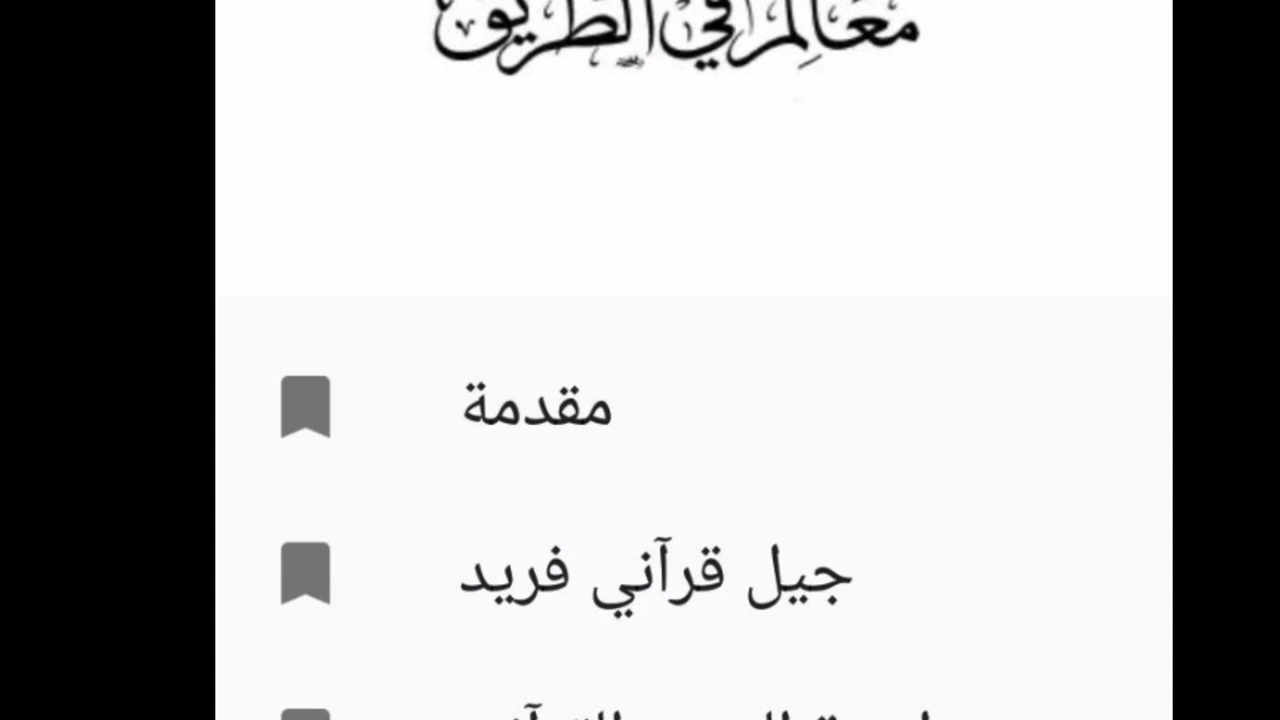 معالم في الطريق
مقدمة
جيل قرآني فريد